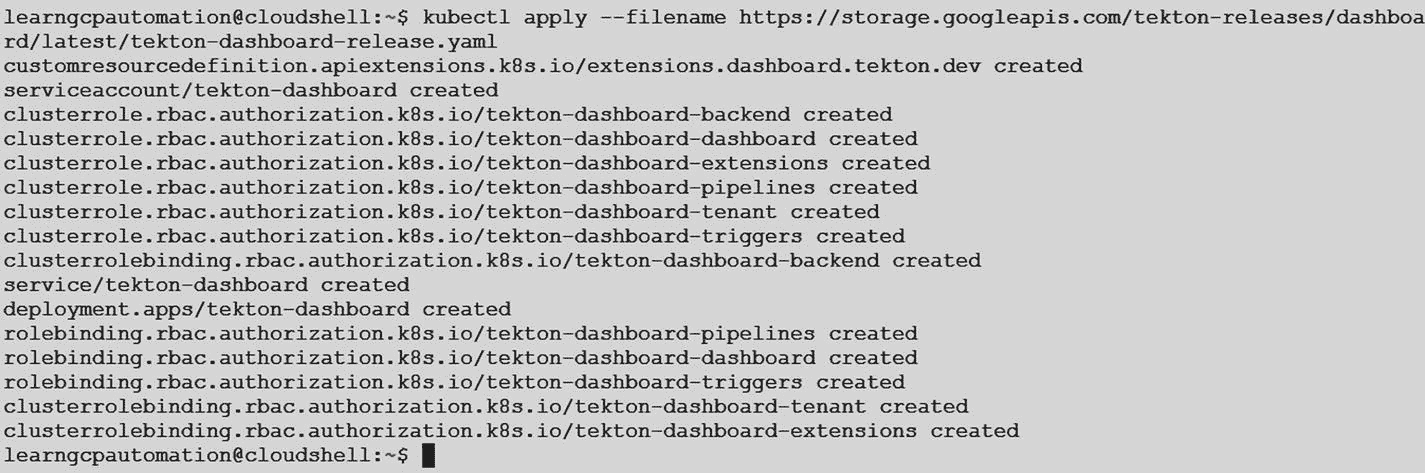 learngcpautomation@cloudshell:~$ kubectl apply --filename https://storage.googleapis.com/tekton-releases/dashboa
rd/latest/tekton-dashboard-release.yaml
customresourcedefinition.apiextensions.k8s.io/extensions.dashboard.tekton.dev created
serviceaccount/tekton-dashboard created
clusterrole.rbac.authorization.k8s.io/tekton-dashboard-backend created
clusterrole.rbac.authorization.k8s.io/tekton-dashboard-dashboard created
clusterrole.rbac.authorization.k8s.io/tekton-dashboard-extensions created
clusterrole.rbac.authorization.k8s.io/tekton-dashboard-pipelines created
clusterrole.rbac.authorization.k8s.io/tekton-dashboard-tenant created
clusterrole.rbac.authorization.k8s.io/tekton-dashboard-triggers created
clusterrolebinding.rbac.authorization.k8s.io/tekton-dashboard-backend created
service/tekton-dashboard created
deployment.apps/tekton-dashboard created
rolebinding.rbac.authorization.k8s.io/tekton-dashboard-pipelines created
rolebinding.rbac.authorization.k8s.io/tekton-dashboard-dashboard created
rolebinding.rbac.authorization.k8s.io/tekton-dashboard-triggers created
clusterrolebinding.rbac.authorization.k8s.io/tekton-dashboard-tenant created
clusterrolebinding.rbac.authorization.k8s.io/tekton-dashboard-extensions created
learngcpautomation@cloudshell:~$